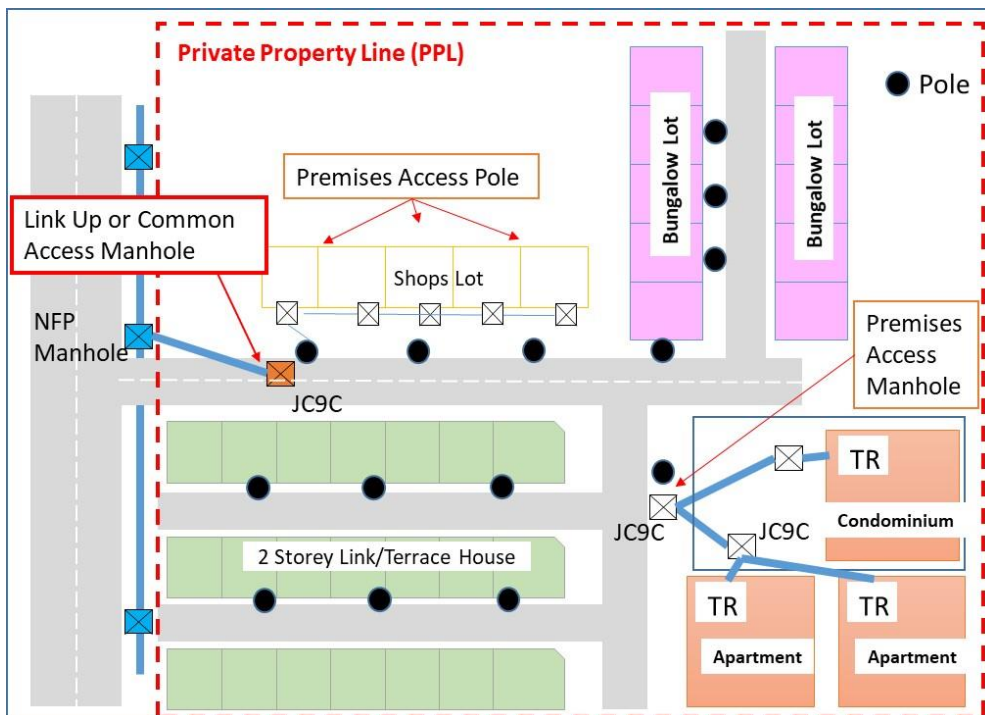 Private Property Line (PPL)
Pole
Bungalow Lot
Bungalow Lot
Premises Access Pole
Link Up or Common
Access Manhole
Shops Lot
NFP
Manhole
Premises
Access
Manhole
JC9C
TR
Condominium
JC9C
JC9C
2 Storey Link/Terrace House
TR
TR
Apartment
Apartment